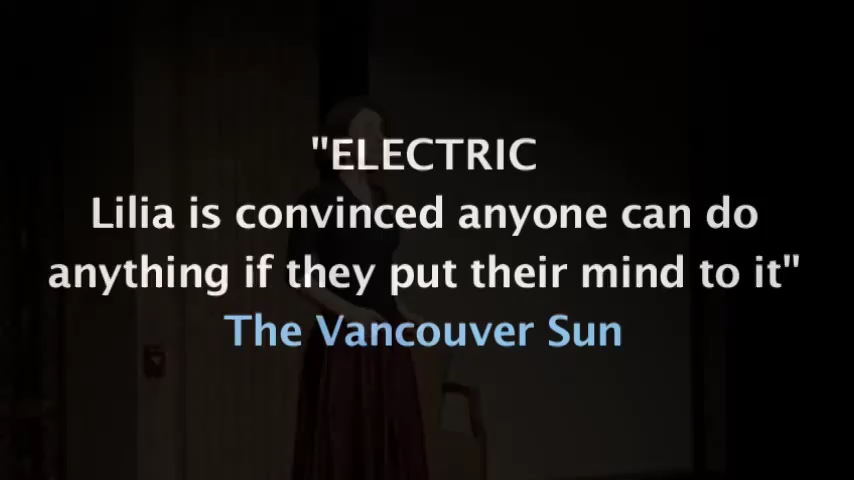 "ELECTRIC
Lilia is convinced anyone can do
anything if they put their mind to it"
The Vancouver Sun